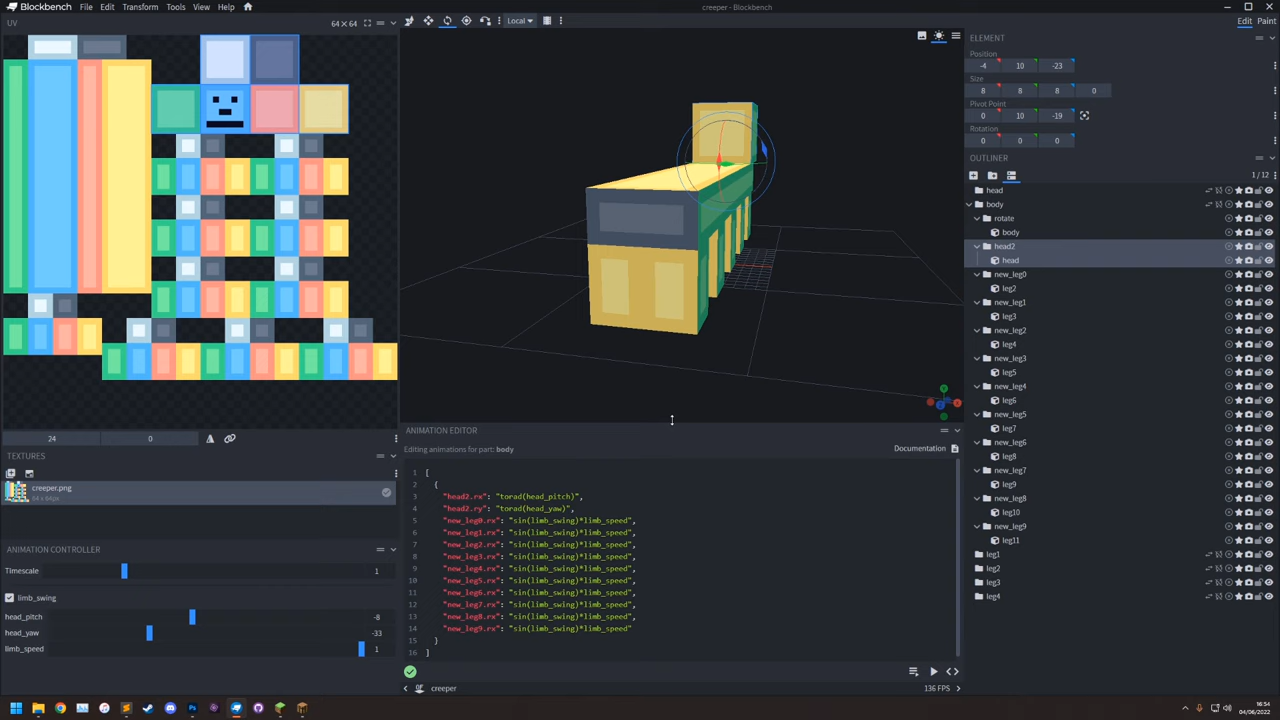 Blockbench
File
Edit
Transform
Tools
View
Help
creeper - Blockbench
Edit
Paint
UV
64 × 64
Local
24
0
TEXTURES
creeper.png
64 x 64px
ANIMATION CONTROLLER
Timescale
1
limb_swing
head_pitch
-8
head_yaw
-33
limb_speed
1
ANIMATION EDITOR
Editing animations for part: body
Documentation
1 [
2 {
3 "head2.rx": "torad(head_pitch)",
4 "head2.ry": "torad(head_yaw)",
5 "new_leg0.rx": "sin(limb_swing)*limb_speed",
6 "new_leg1.rx": "sin(limb_swing)*limb_speed",
7 "new_leg2.rx": "sin(limb_swing)*limb_speed",
8 "new_leg3.rx": "sin(limb_swing)*limb_speed",
9 "new_leg4.rx": "sin(limb_swing)*limb_speed",
10 "new_leg5.rx": "sin(limb_swing)*limb_speed",
11 "new_leg6.rx": "sin(limb_swing)*limb_speed",
12 "new_leg7.rx": "sin(limb_swing)*limb_speed",
13 "new_leg8.rx": "sin(limb_swing)*limb_speed",
14 "new_leg9.rx": "sin(limb_swing)*limb_speed"
15 }
16 ]
creeper
136 FPS
ELEMENT
Position
-4 10 -23
Size
8 8 8 0
Pivot Point
0 10 -19
Rotation
0 0 0
OUTLINER
1 / 12
head
body
rotate
body
head2
head
new_leg0
leg2
new_leg1
leg3
new_leg2
leg4
new_leg3
leg5
new_leg4
leg6
new_leg5
leg7
new_leg6
leg8
new_leg7
leg9
new_leg8
leg10
new_leg9
leg11
leg1
leg2
leg3
leg4
16:54
04/06/2022